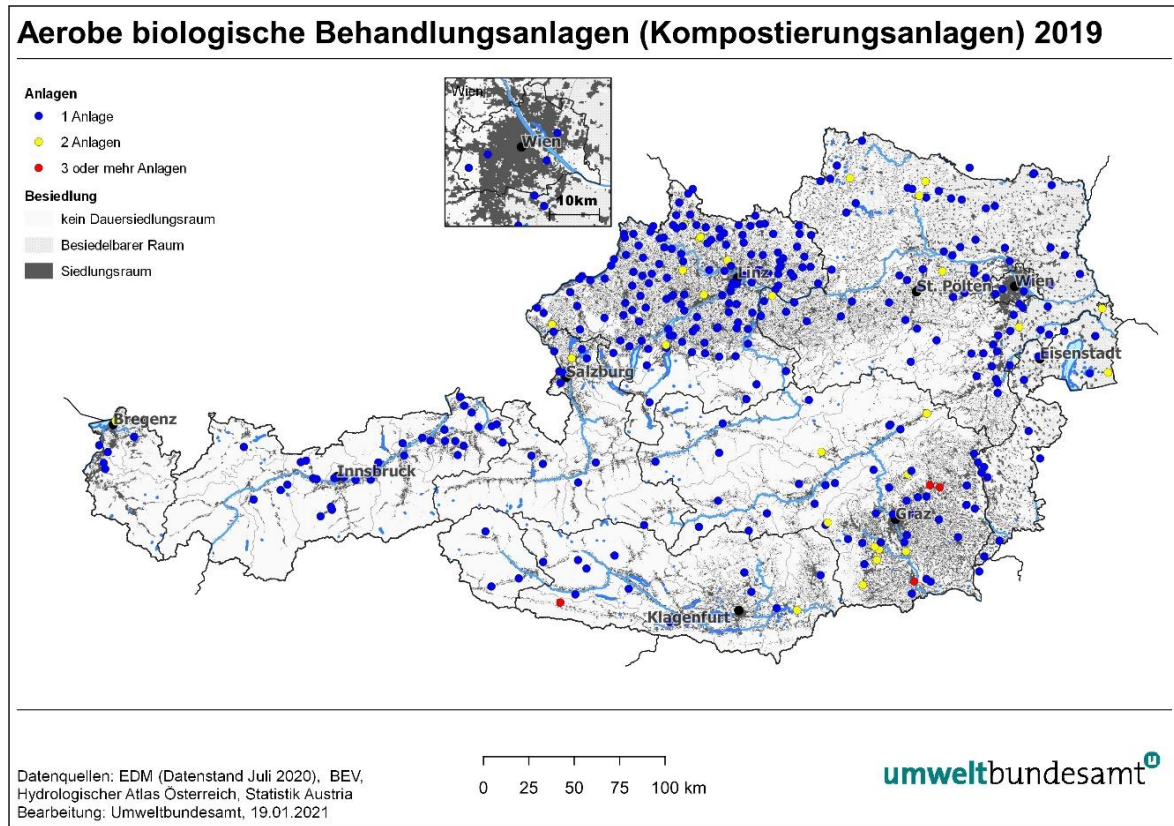 Aerobe biologische Behandlungsanlagen (Kompostierungsanlagen) 2019
Anlagen
1 Anlage
2 Anlagen
3 oder mehr Anlagen
Besiedlung
kein Dauersiedlungsraum
Besiedelbarer Raum
Siedlungsraum
Wien
Wien
10km
Linz
St. Pölten
Wien
Eisenstadt
Salzburg
Bregenz
Innsbruck
Graz
Klagenfurt
Datenquellen: EDM (Datenstand Juli 2020), BEV,
Hydrologischer Atlas Österreich, Statistik Austria
Bearbeitung: Umweltbundesamt, 19.01.2021
0 25 50 75 100 km
umweltbundesamt u